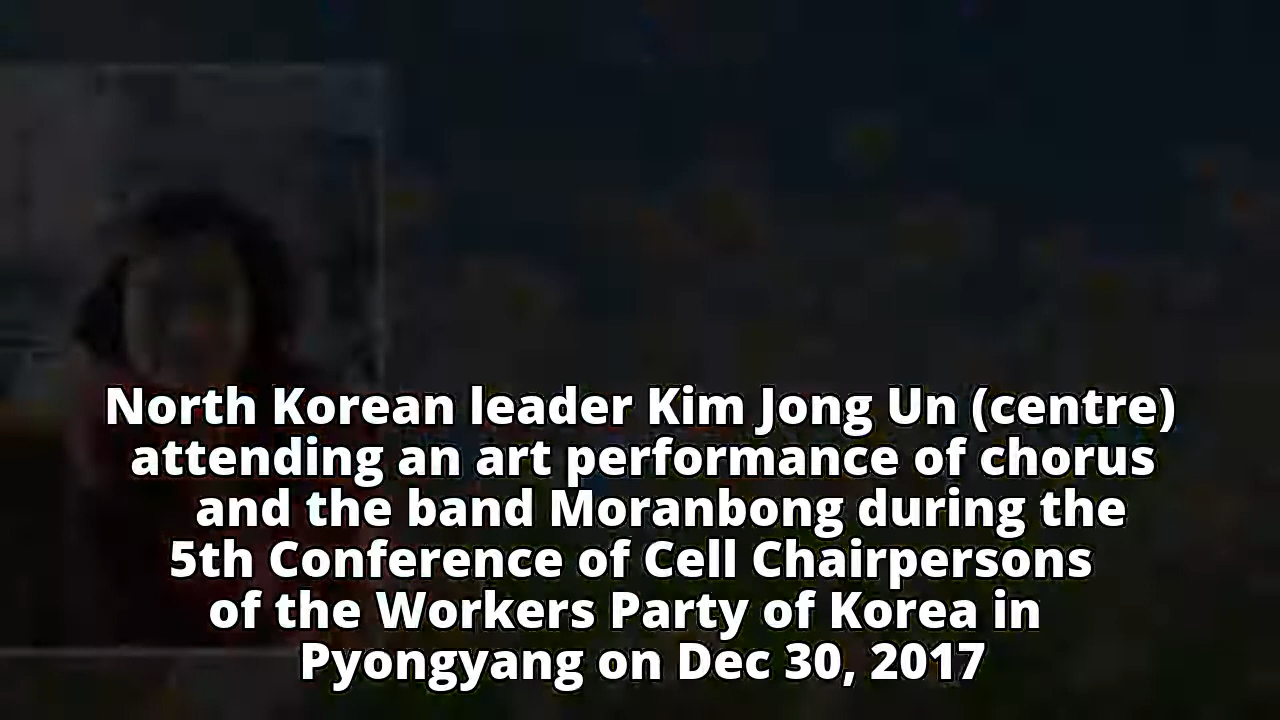 North Korean leader Kim Jong Un (centre)
attending an art performance of chorus
and the band Moranbong during the
5th Conference of Cell Chairpersons
of the Workers Party of Korea in
Pyongyang on Dec 30, 2017